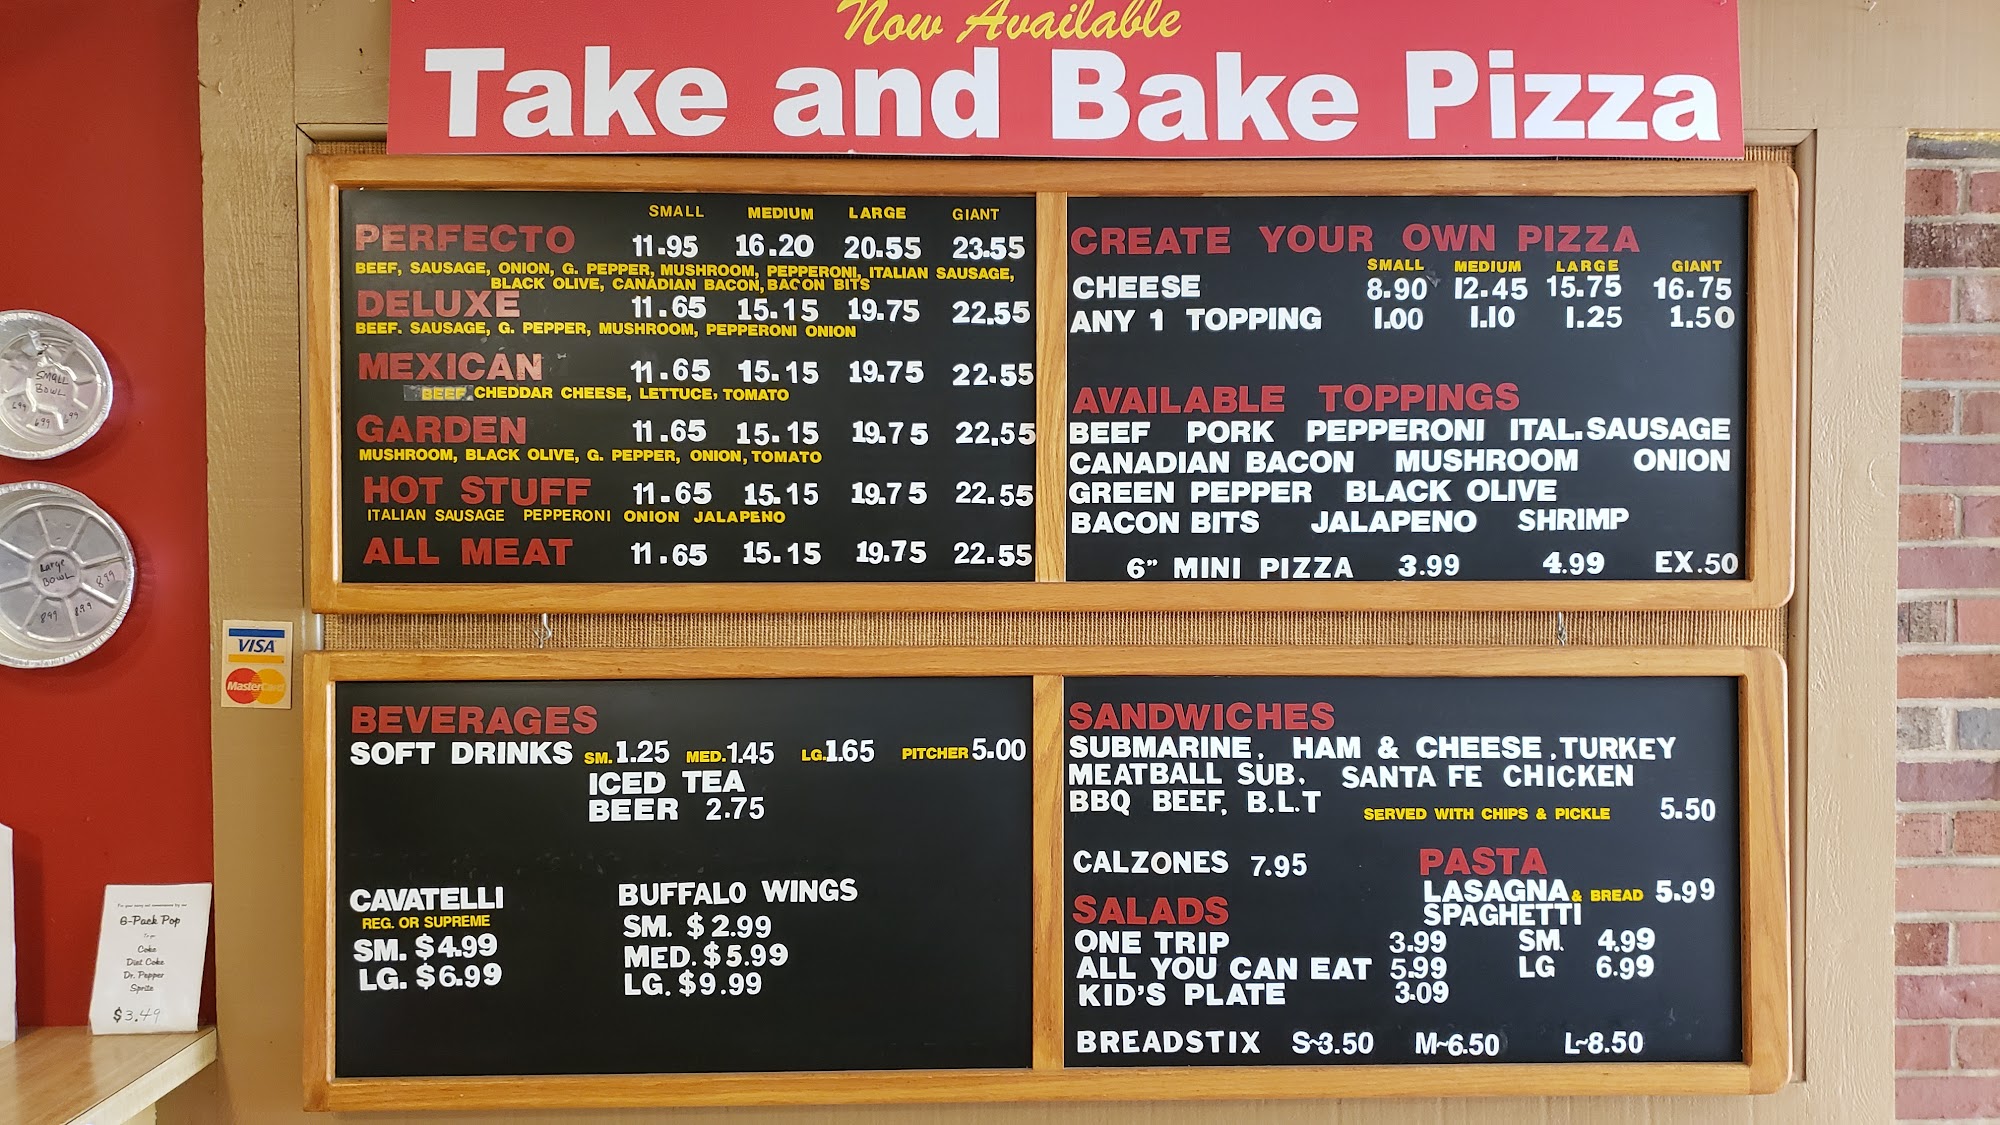 Now Available
Take and Bake Pizza
SMALL MEDIUM LARGE GIANT
PERFECTO 11.95 16.20 20.55 23.55
BEEF, SAUSAGE, ONION, G. PEPPER, MUSHROOM, PEPPERONI, ITALIAN SAUSAGE,
BLACK OLIVE, CANADIAN BACON, BACON BITS
DELUXE 11.65 15.15 19.75 22.55
BEEF. SAUSAGE, G. PEPPER, MUSHROOM, PEPPERONI ONION
MEXICAN 11.65 15.15 19.75 22.55
BEEF, CHEDDAR CHEESE, LETTUCE, TOMATO
GARDEN 11.65 15.15 19.75 22.55
MUSHROOM, BLACK OLIVE, G. PEPPER, ONION, TOMATO
HOT STUFF 11.65 15.15 19.75 22.55
ITALIAN SAUSAGE PEPPERONI ONION JALAPENO
ALL MEAT 11.65 15.15 19.75 22.55
CREATE YOUR OWN PIZZA
SMALL MEDIUM LARGE GIANT
CHEESE 8.90 12.45 15.75 16.75
ANY 1 TOPPING 1.00 1.10 1.25 1.50
AVAILABLE TOPPINGS
BEEF PORK PEPPERONI ITAL. SAUSAGE
CANADIAN BACON MUSHROOM ONION
GREEN PEPPER BLACK OLIVE
BACON BITS JALAPENO SHRIMP
6" MINI PIZZA 3.99 4.99 EX .50
BEVERAGES
SOFT DRINKS SM. 1.25 MED. 1.45 LG. 1.65 PITCHER 5.00
ICED TEA
BEER 2.75
CAVATELLI
REG. OR SUPREME
SM. $4.99
LG. $6.99
BUFFALO WINGS
SM. $2.99
MED. $5.99
LG. $9.99
SANDWICHES
SUBMARINE, HAM & CHEESE, TURKEY
MEATBALL SUB. SANTA FE CHICKEN
BBQ BEEF, B.L.T
SERVED WITH CHIPS & PICKLE 5.50
CALZONES 7.95
PASTA
LASAGNA & BREAD 5.99
SPAGHETTI
SM. 4.99
LG 6.99
SALADS
ONE TRIP 3.99
ALL YOU CAN EAT 5.99
KID'S PLATE 3.09
BREADSTIX S~3.50 M~6.50 L~8.50
VISA
MasterCard
SMALL
BOWL
699 699 699
Large
BOWL
899 899 899
6-Pack Pop
To go
Coke
Diet Coke
Dr. Pepper
Sprite
$3.49